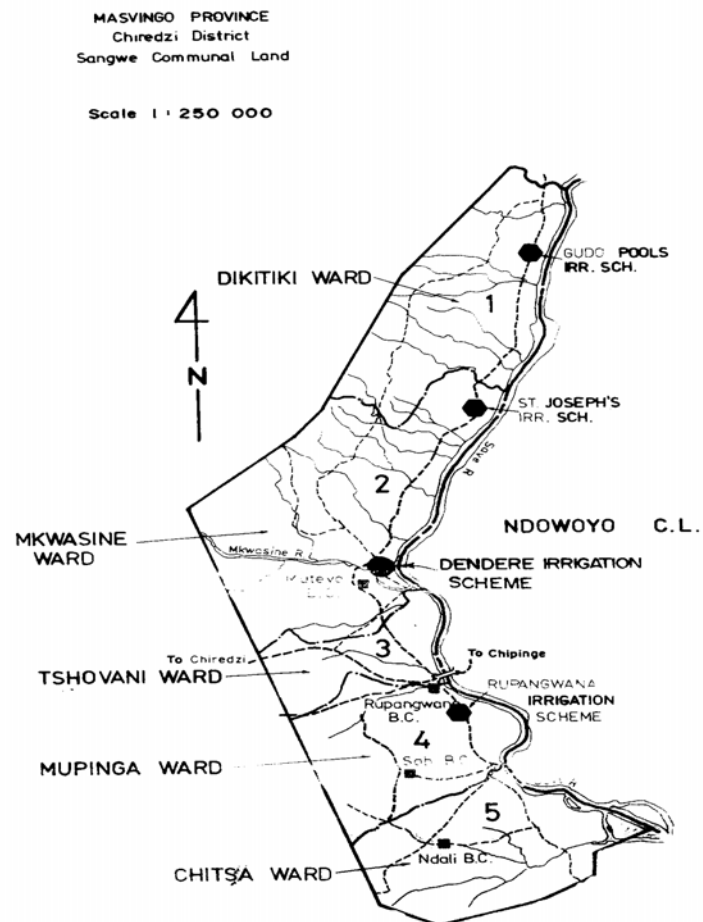 MASVINGO PROVINCE
Chiredzi District
Sangwe Communal Land
Scale 1:250 000
GUDO POOLS
IRR. SCH.
DIKITIKI WARD
1
N
ST. JOSEPH'S
IRR. SCH.
Save R
2
NDOWOYO C.L.
MKWASINE
WARD
Mkwasine R
DENDERE IRRIGATION
SCHEME
3
To Chiredzi
To Chipinge
TSHOVANI WARD
RUPANGWANA
IRRIGATION
SCHEME
Rupangwana
B.C.
4
MUPINGA WARD
B.C.
5
Ndali B.C.
CHITSA WARD